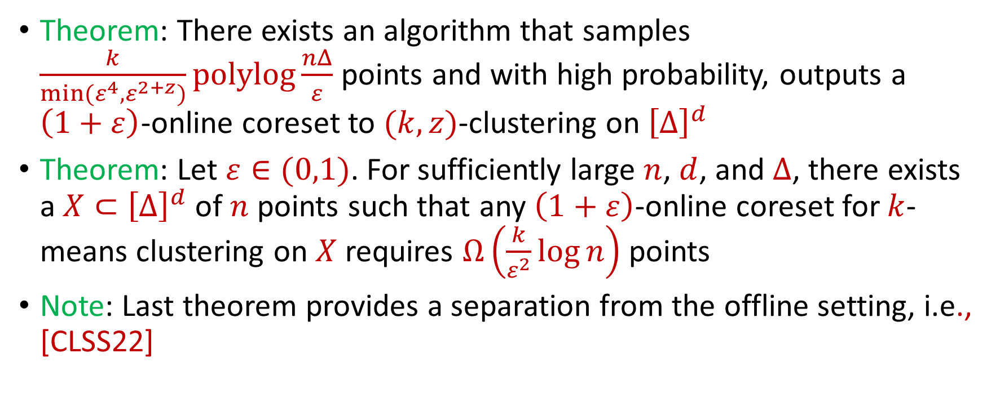 • Theorem: There exists an algorithm that samples
$\frac{k}{\min(\varepsilon^4,\varepsilon^{2+z})}\,\mathrm{polylog}\,\frac{n\Delta}{\varepsilon}$ points and with high probability, outputs a
$(1+\varepsilon)$-online coreset to $(k,z)$-clustering on $[\Delta]^d$
• Theorem: Let $\varepsilon \in (0,1)$. For sufficiently large $n$, $d$, and $\Delta$, there exists
a $X \subset [\Delta]^d$ of $n$ points such that any $(1+\varepsilon)$-online coreset for $k$-
means clustering on $X$ requires $\Omega\left(\frac{k}{\varepsilon^2}\log n\right)$ points
• Note: Last theorem provides a separation from the offline setting, i.e.,
[CLSS22]